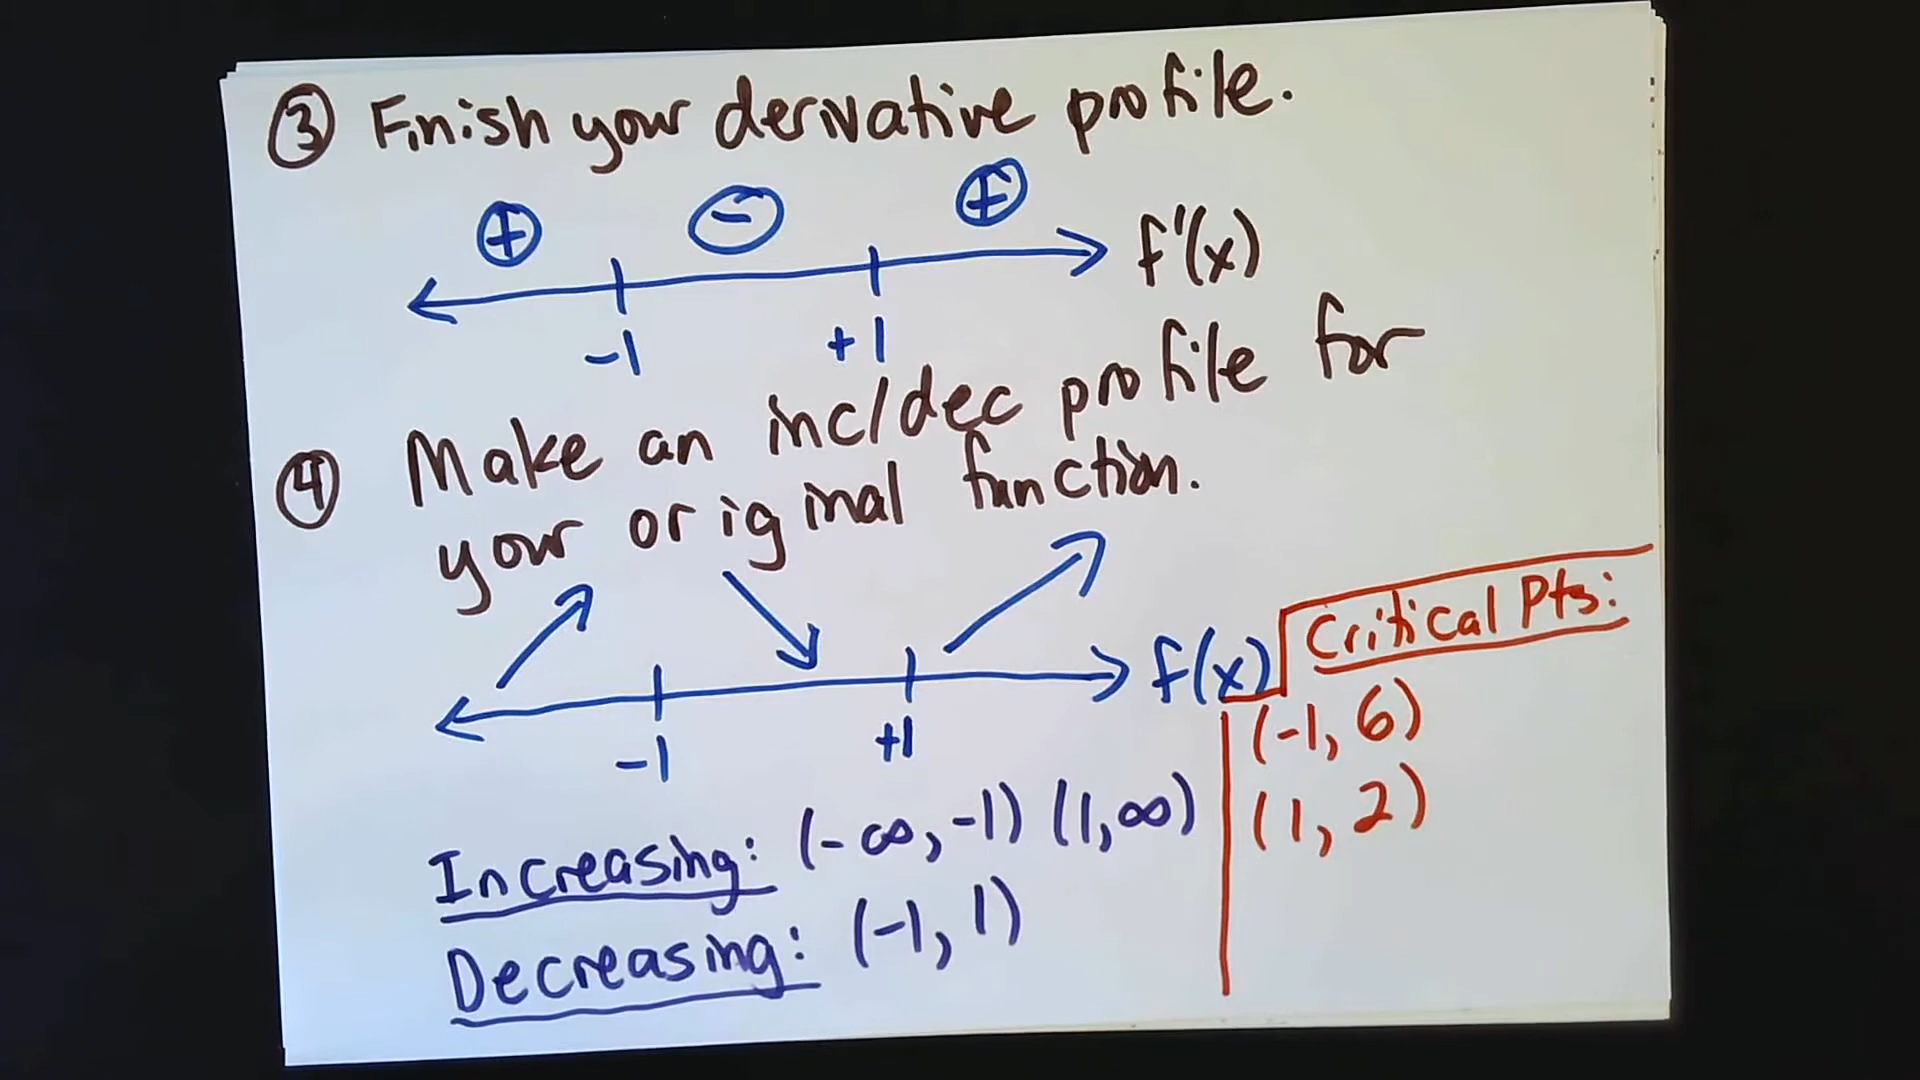 ③ Finish your derivative profile.
+ - +
f'(x)
-1 +1
④ Make an inc/dec profile for
your original function.
f(x)
-1 +1
Critical Pts:
(-1, 6)
(1, 2)
Increasing: (-∞, -1) (1, ∞)
Decreasing: (-1, 1)